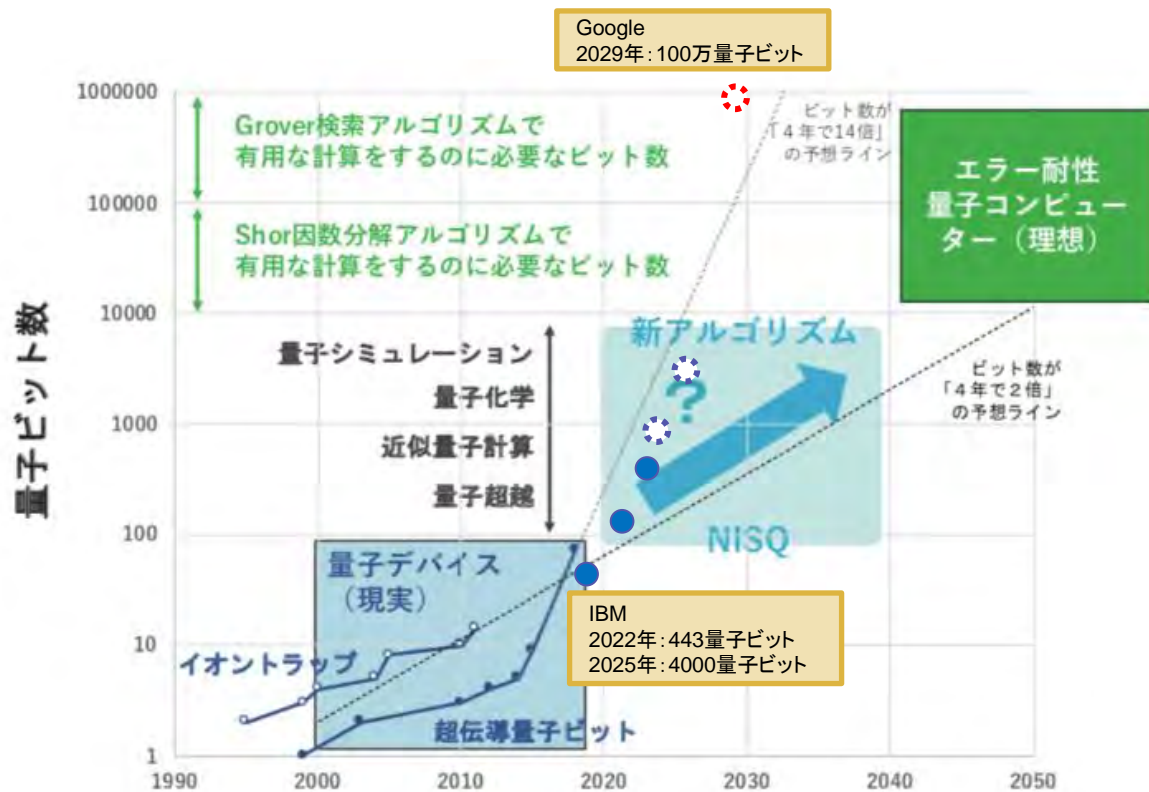 Google
2029年：100万量子ビット
1000000
100000
10000
1000
100
10
1
量子ビット数
Grover検索アルゴリズムで
有用な計算をするのに必要なビット数
Shor因数分解アルゴリズムで
有用な計算をするのに必要なビット数
ビット数が
「４年で14倍」
の予想ライン
エラー耐性
量子コンピュー
ター（理想）
量子シミュレーション
量子化学
近似量子計算
量子超越
新アルゴリズム
?
NISQ
ビット数が
「４年で２倍」
の予想ライン
量子デバイス
（現実）
イオントラップ
超伝導量子ビット
IBM
2022年：443量子ビット
2025年：4000量子ビット
1990
2000
2010
2020
2030
2040
2050